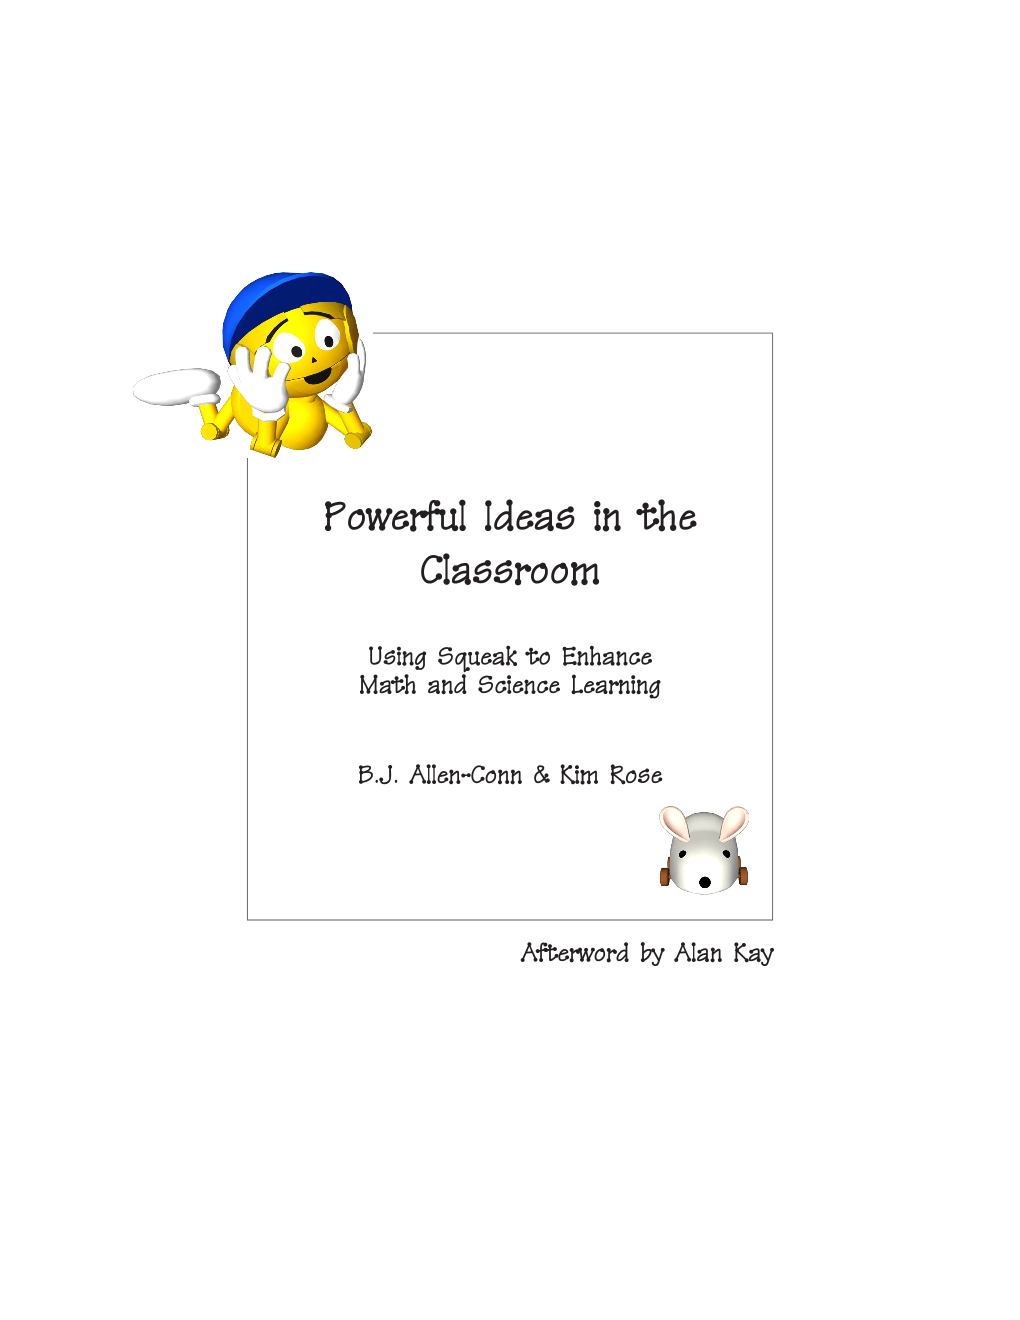 Powerful Ideas in the
Classroom
Using Squeak to Enhance
Math and Science Learning
B.J. Allen-Conn & Kim Rose
Afterword by Alan Kay